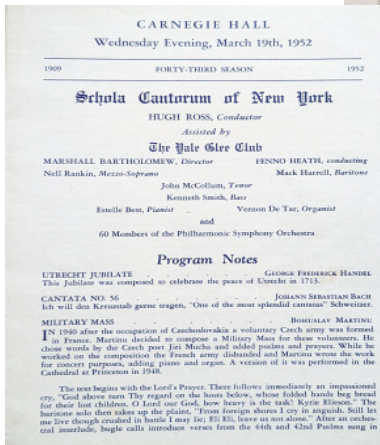 CARNEGIE HALL
Wednesday Evening, March 19th, 1952
1909 FORTY-THIRD SEASON 1952
Schola Cantorum of New York
HUGH ROSS, Conductor
Assisted by
The Yale Glee Club
MARSHALL BARTHOLOMEW, Director FENNO HEATH, conducting
Nell Rankin, Mezzo-Soprano Mack Harrell, Baritone
John McCollum, Tenor
Kenneth Smith, Bass
Estelle Best, Pianist . Vernon De Tar, Organist
and
60 Members of the Philharmonic Symphony Orchestra
Program Notes
UTRECHT JUBILATE . . . . GEORGE FREDERICK HANDEL
This Jubilate was composed to celebrate the peace of Utrecht in 1713.
CANTATA NO. 56 . . . . JOHANN SEBASTIAN BACH
Ich will den Kreuzstab gerne tragen, "One of the most splendid cantatas" Schweitzer.
MILITARY MASS . . . . BOHUSLAV MARTINU
IN 1940 after the occupation of Czechoslovakia a voluntary Czech army was formed
in France. Martinu decided to compose a Military Mass for these volunteers. He
chose words by the Czech poet Jiri Mucha and added psalms and prayers. While he
worked on the composition the French army disbanded and Martinu wrote the work
for concert purposes, adding piano and organ. A version of it was performed in the
Cathedral at Princeton in 1948.
The next begins with the Lord's Prayer. There follows immediately an impassioned
cry, "God above turn Thy regard on the hosts below, whose folded hands beg bread
for their lost children. O Lord our God, how heavy is the task! Kyrie Elieson." The
baritone solo then takes up the plaint, "From foreign shores I cry in anguish. Still let
me live though crushed in battle I may lie; Eli Eli, leave us not alone." After an orches-
tral interlude, bugle calls introduce verses from the 44th and 42nd Psalms sung in